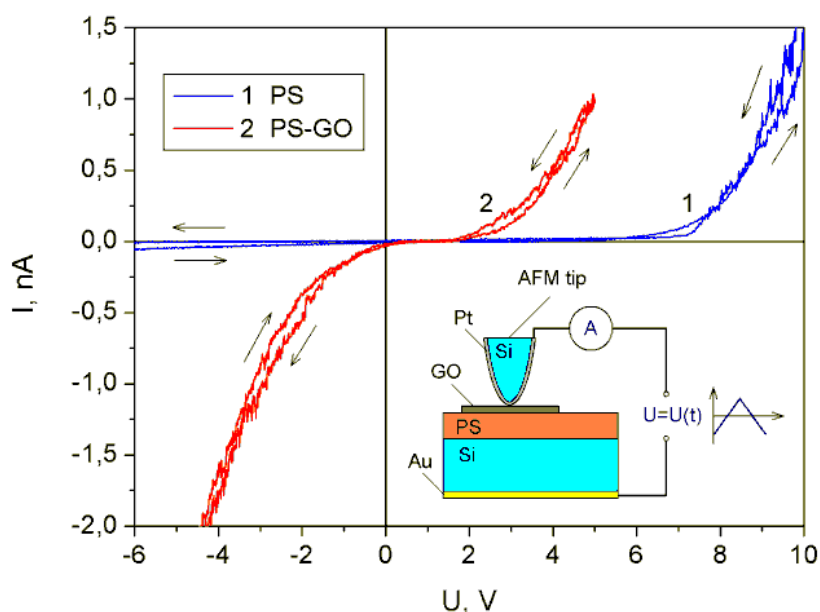 1,5
1,0
0,5
0,0
-0,5
-1,0
-1,5
-2,0
I, nA
1 PS
2 PS-GO
2
1
AFM tip
Pt
Si
A
GO
PS
U=U(t)
Si
Au
-6 -4 -2 0 2 4 6 8 10
U, V